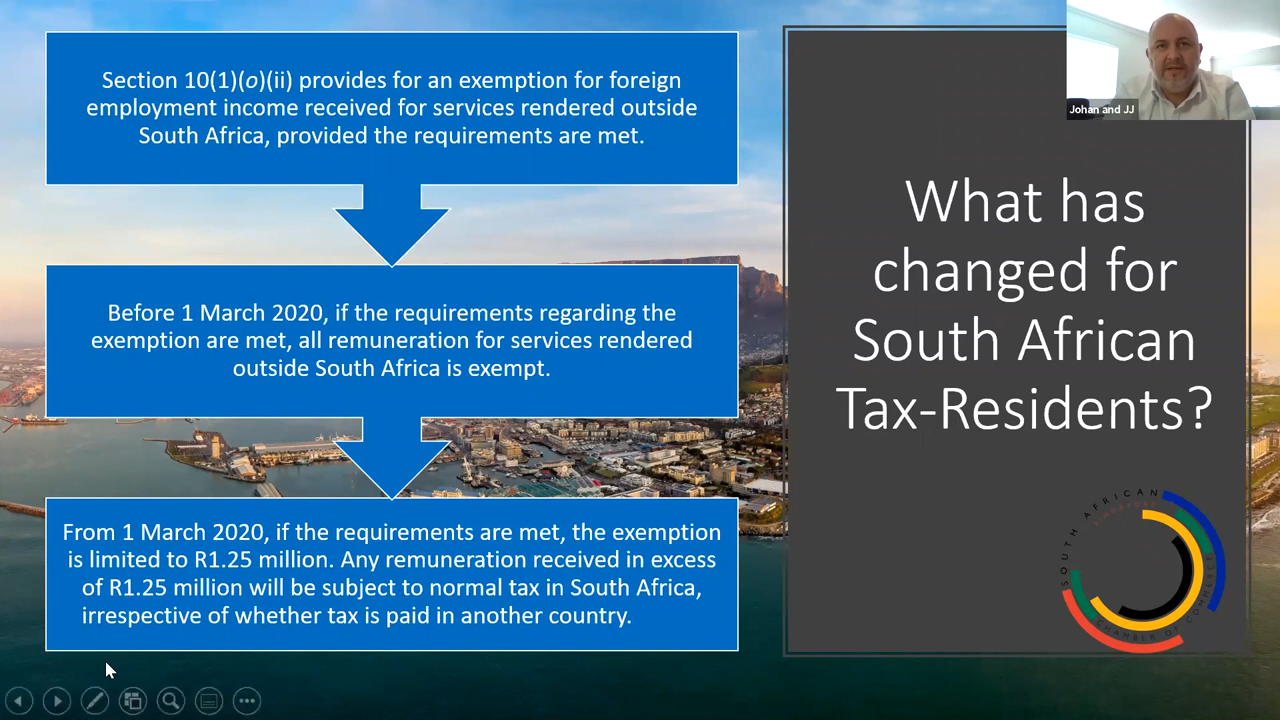 Section 10(1)(o)(ii) provides for an exemption for foreign
employment income received for services rendered outside
South Africa, provided the requirements are met.
Before 1 March 2020, if the requirements regarding the
exemption are met, all remuneration for services rendered
outside South Africa is exempt.
From 1 March 2020, if the requirements are met, the exemption
is limited to R1.25 million. Any remuneration received in excess
of R1.25 million will be subject to normal tax in South Africa,
irrespective of whether tax is paid in another country.
Johan and JJ
What has
changed for
South African
Tax-Residents?
SOUTH AFRICAN
SINGAPORE
CHAMBER OF COMMERCE